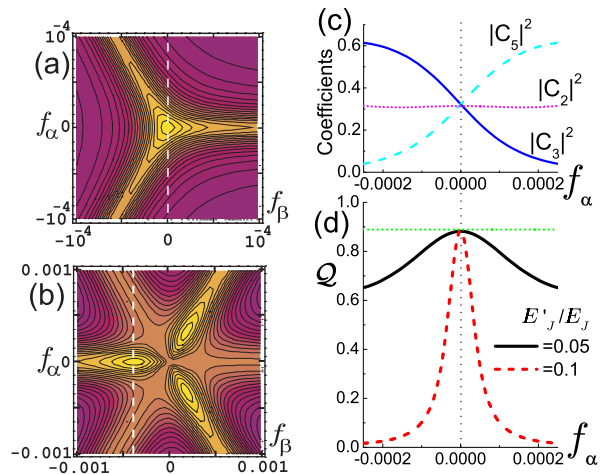 (a)
10⁻⁴
f_α 0
-10⁻⁴
-10⁻⁴ 0 10⁻⁴
f_β
(b)
0.001
f_α 0
-0.001
-0.001 0 0.001
f_β
(c)
Coefficients
0.6
0.4
0.2
0.0
|C₅|²
|C₂|²
|C₃|²
-0.0002 0.0000 0.0002
f_α
(d)
Q
1.0
0.8
0.6
0.4
0.2
0.0
E'_J/E_J
=0.05
=0.1
-0.0002 0.0000 0.0002
f_α